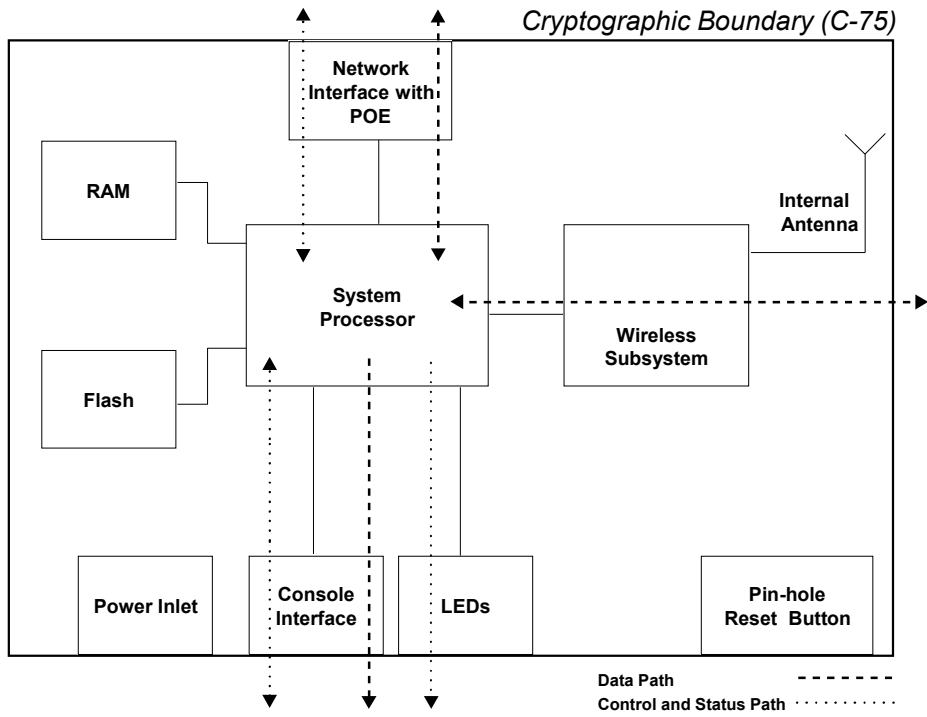 Cryptographic Boundary (C-75)
Network
Interface with
POE
RAM
Internal
Antenna
System
Processor
Wireless
Subsystem
Flash
Power Inlet
Console
Interface
LEDs
Pin-hole
Reset Button
Data Path
Control and Status Path